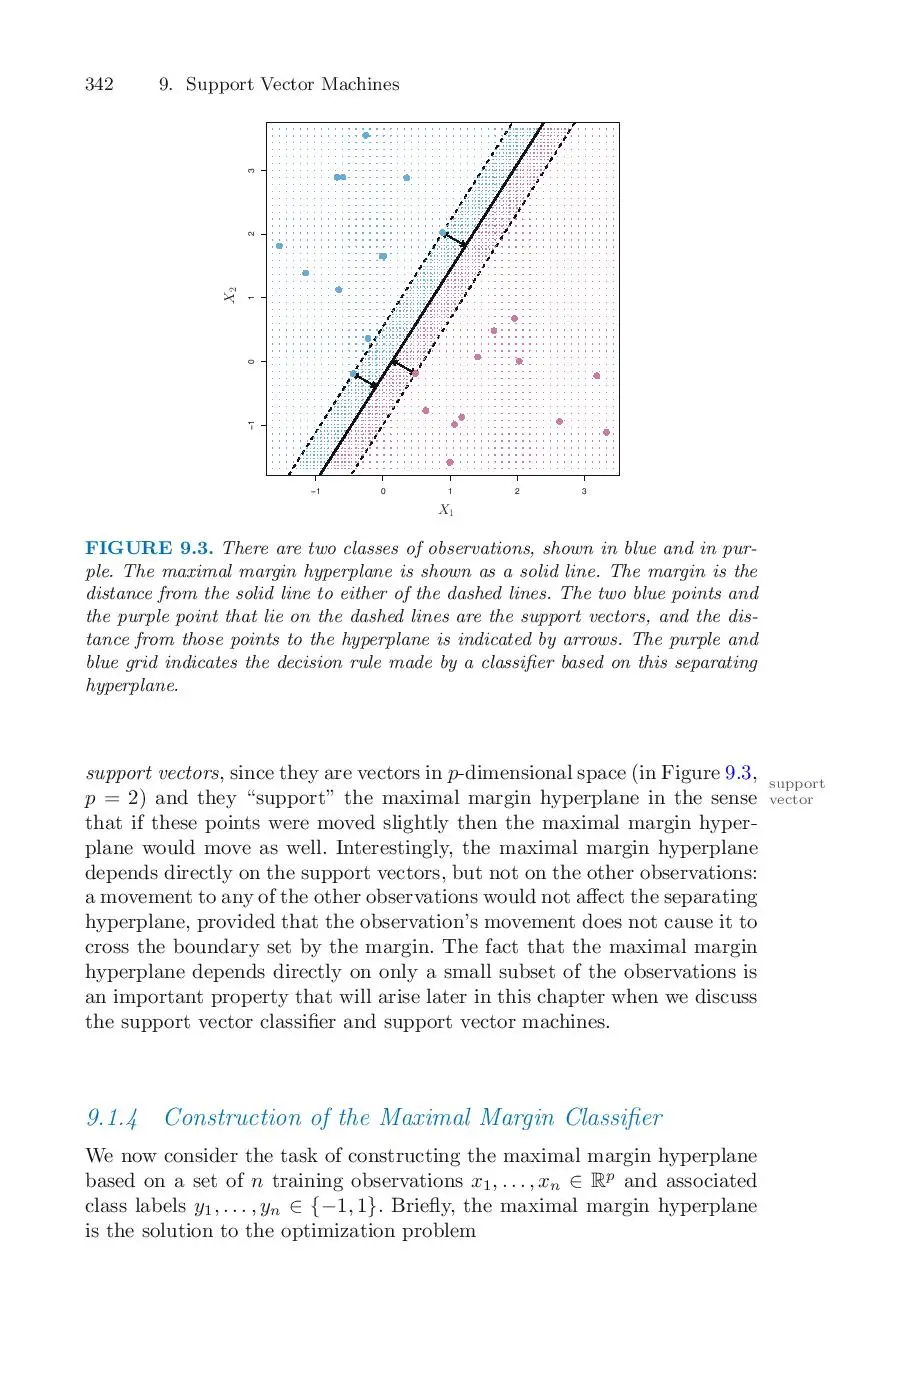 342 9. Support Vector Machines
3
2
1
0
−1
X₂
−1 0 1 2 3
X₁
FIGURE 9.3. There are two classes of observations, shown in blue and in pur-
ple. The maximal margin hyperplane is shown as a solid line. The margin is the
distance from the solid line to either of the dashed lines. The two blue points and
the purple point that lie on the dashed lines are the support vectors, and the dis-
tance from those points to the hyperplane is indicated by arrows. The purple and
blue grid indicates the decision rule made by a classifier based on this separating
hyperplane.
support vectors, since they are vectors in p-dimensional space (in Figure 9.3,
p = 2) and they “support” the maximal margin hyperplane in the sense
that if these points were moved slightly then the maximal margin hyper-
plane would move as well. Interestingly, the maximal margin hyperplane
depends directly on the support vectors, but not on the other observations:
a movement to any of the other observations would not affect the separating
hyperplane, provided that the observation’s movement does not cause it to
cross the boundary set by the margin. The fact that the maximal margin
hyperplane depends directly on only a small subset of the observations is
an important property that will arise later in this chapter when we discuss
the support vector classifier and support vector machines.
support
vector
9.1.4 Construction of the Maximal Margin Classifier
We now consider the task of constructing the maximal margin hyperplane
based on a set of n training observations x₁, . . . , xₙ ∈ ℝᵖ and associated
class labels y₁, . . . , yₙ ∈ {−1, 1}. Briefly, the maximal margin hyperplane
is the solution to the optimization problem